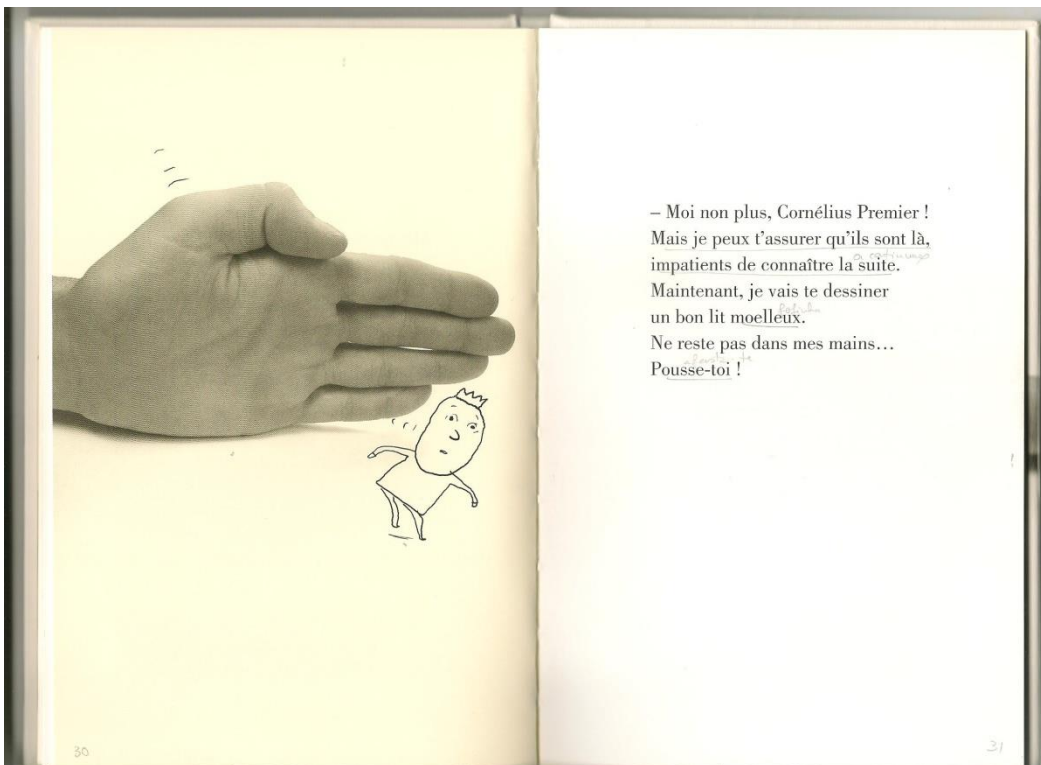 – Moi non plus, Cornélius Premier !
Mais je peux t'assurer qu'ils sont là,
a continuação
impatients de connaître la suite.
Maintenant, je vais te dessiner
un bon lit moelleux.
Ne reste pas dans mes mains…
Pousse-toi !
30
31